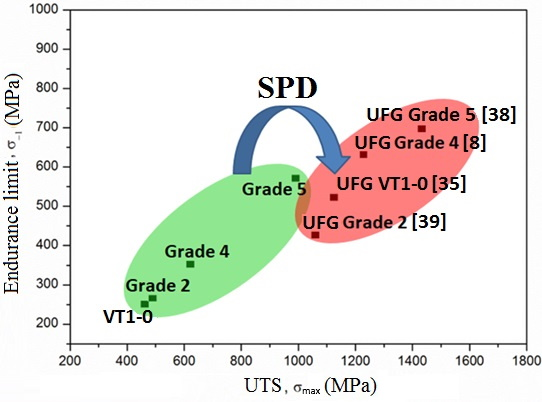 1000
900
800
700
600
500
400
300
200
Endurance limit, σ₋₁ (MPa)
SPD
UFG Grade 5 [38]
UFG Grade 4 [8]
UFG VT1-0 [35]
UFG Grade 2 [39]
Grade 5
Grade 4
Grade 2
VT1-0
200 400 600 800 1000 1200 1400 1600 1800
UTS, σmax (MPa)